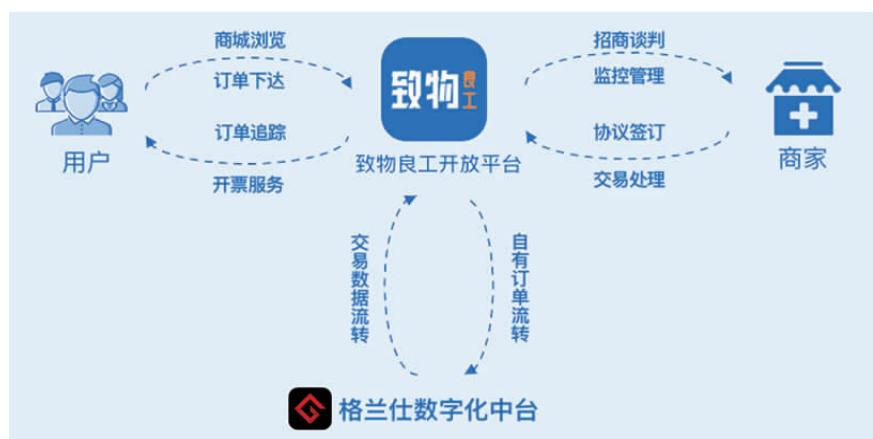 商城浏览
订单下达
订单追踪
开票服务
用户
致物良工
致物良工开放平台
招商谈判
监控管理
协议签订
交易处理
商家
交易数据流转
自有订单流转
格兰仕数字化中台